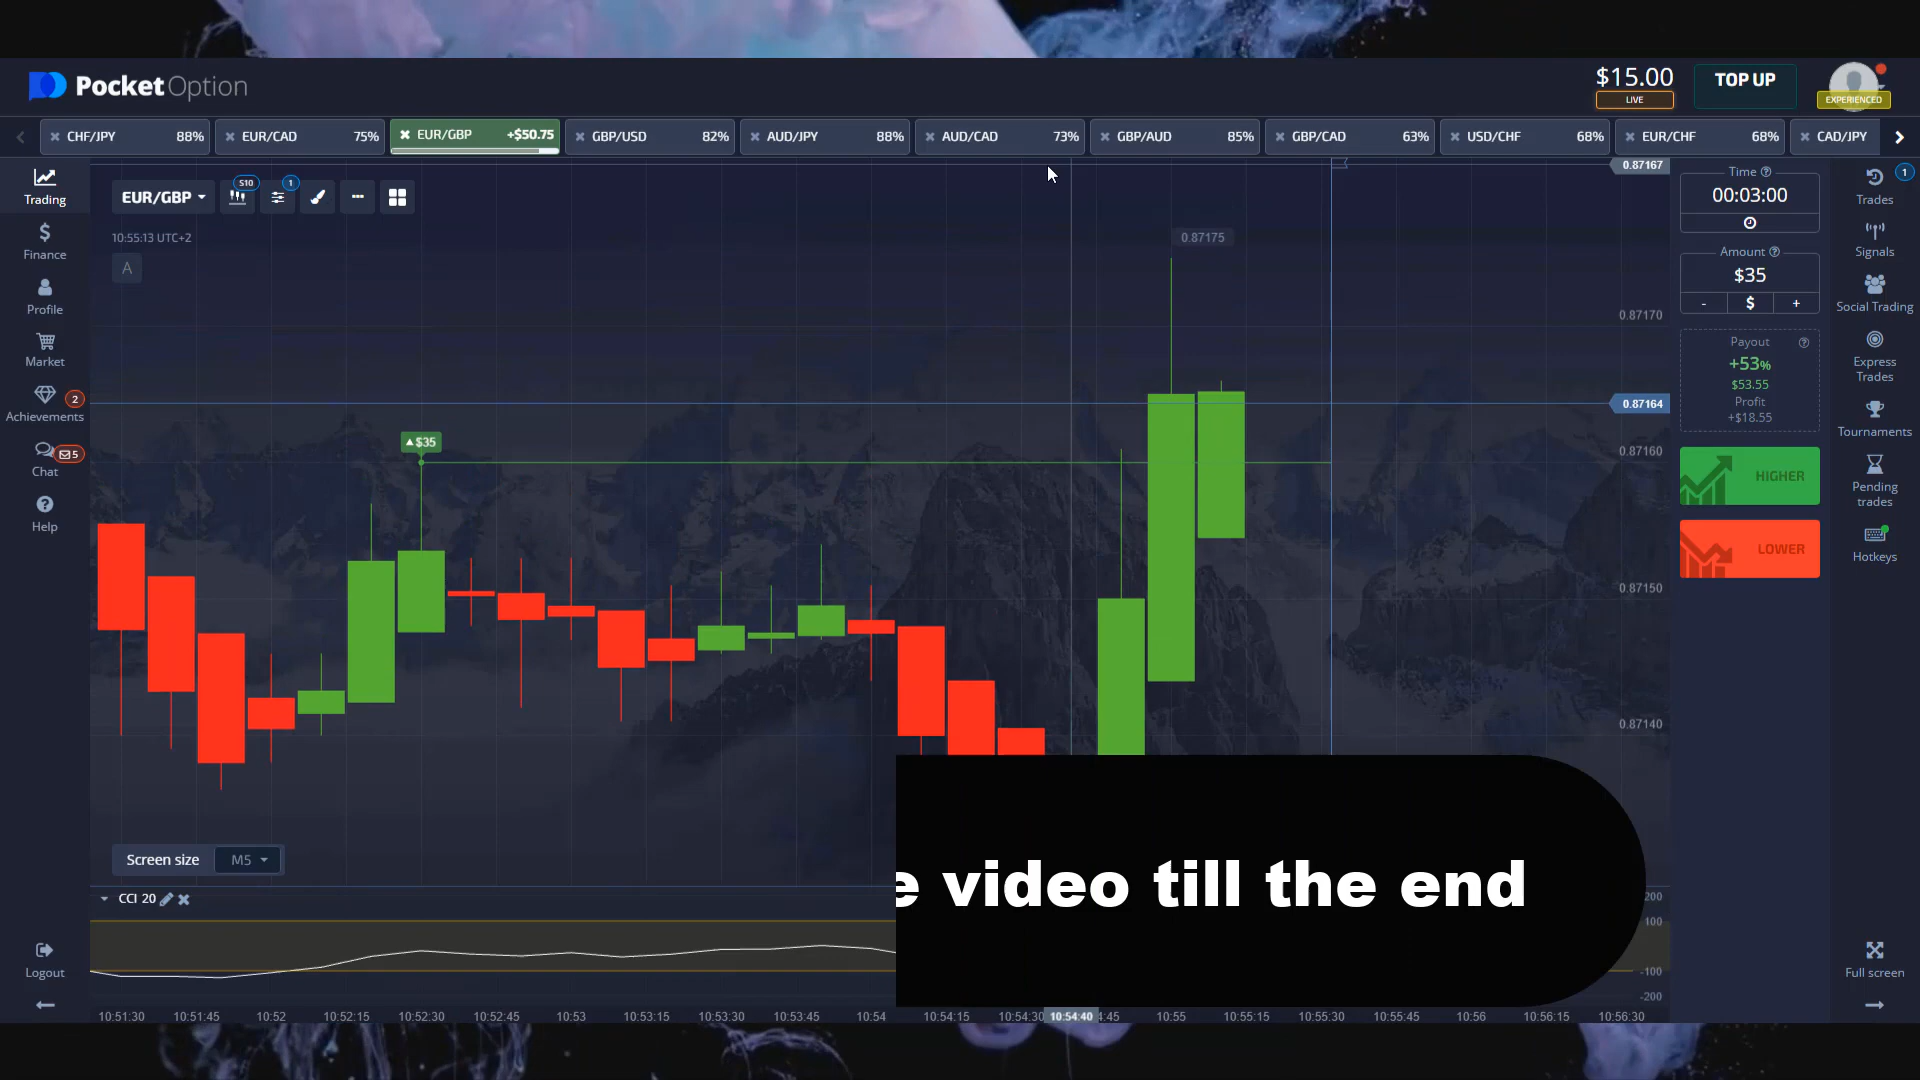 PocketOption
$15.00
LIVE
TOP UP
EXPERIENCED
CHF/JPY 88%
EUR/CAD 75%
EUR/GBP +$50.75
GBP/USD 82%
AUD/JPY 88%
AUD/CAD 73%
GBP/AUD 85%
GBP/CAD 63%
USD/CHF 68%
EUR/CHF 68%
CAD/JPY
Trading
Finance
Profile
Market
Achievements 2
Chat 5
Help
Logout
EUR/GBP
S10
1
10:55:13 UTC+2
A
$35
0.87175
0.87167
0.87170
0.87164
0.87160
0.87150
0.87140
Screen size M5
CCI 20
200
100
-100
-200
e video till the end
10:51:30 10:51:45 10:52 10:52:15 10:52:30 10:52:45 10:53 10:53:15 10:53:30 10:53:45 10:54 10:54:15 10:54:30 10:54:40 :45 10:55 10:55:15 10:55:30 10:55:45 10:56 10:56:15 10:56:30
Time
00:03:00
Amount
$35
- $ +
Payout
+53%
$53.55
Profit
+$18.55
HIGHER
LOWER
1
Trades
Signals
Social Trading
Express
Trades
Tournaments
Pending
trades
Hotkeys
Full screen